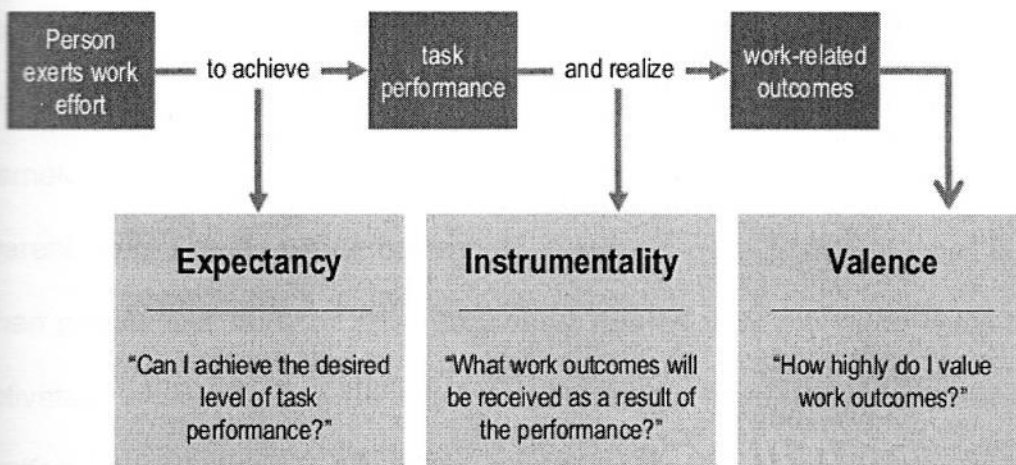 Person
exerts work
effort
to achieve
task
performance
and realize
work-related
outcomes
Expectancy
"Can I achieve the desired
level of task
performance?"
Instrumentality
"What work outcomes will
be received as a result of
the performance?"
Valence
"How highly do I value
work outcomes?"